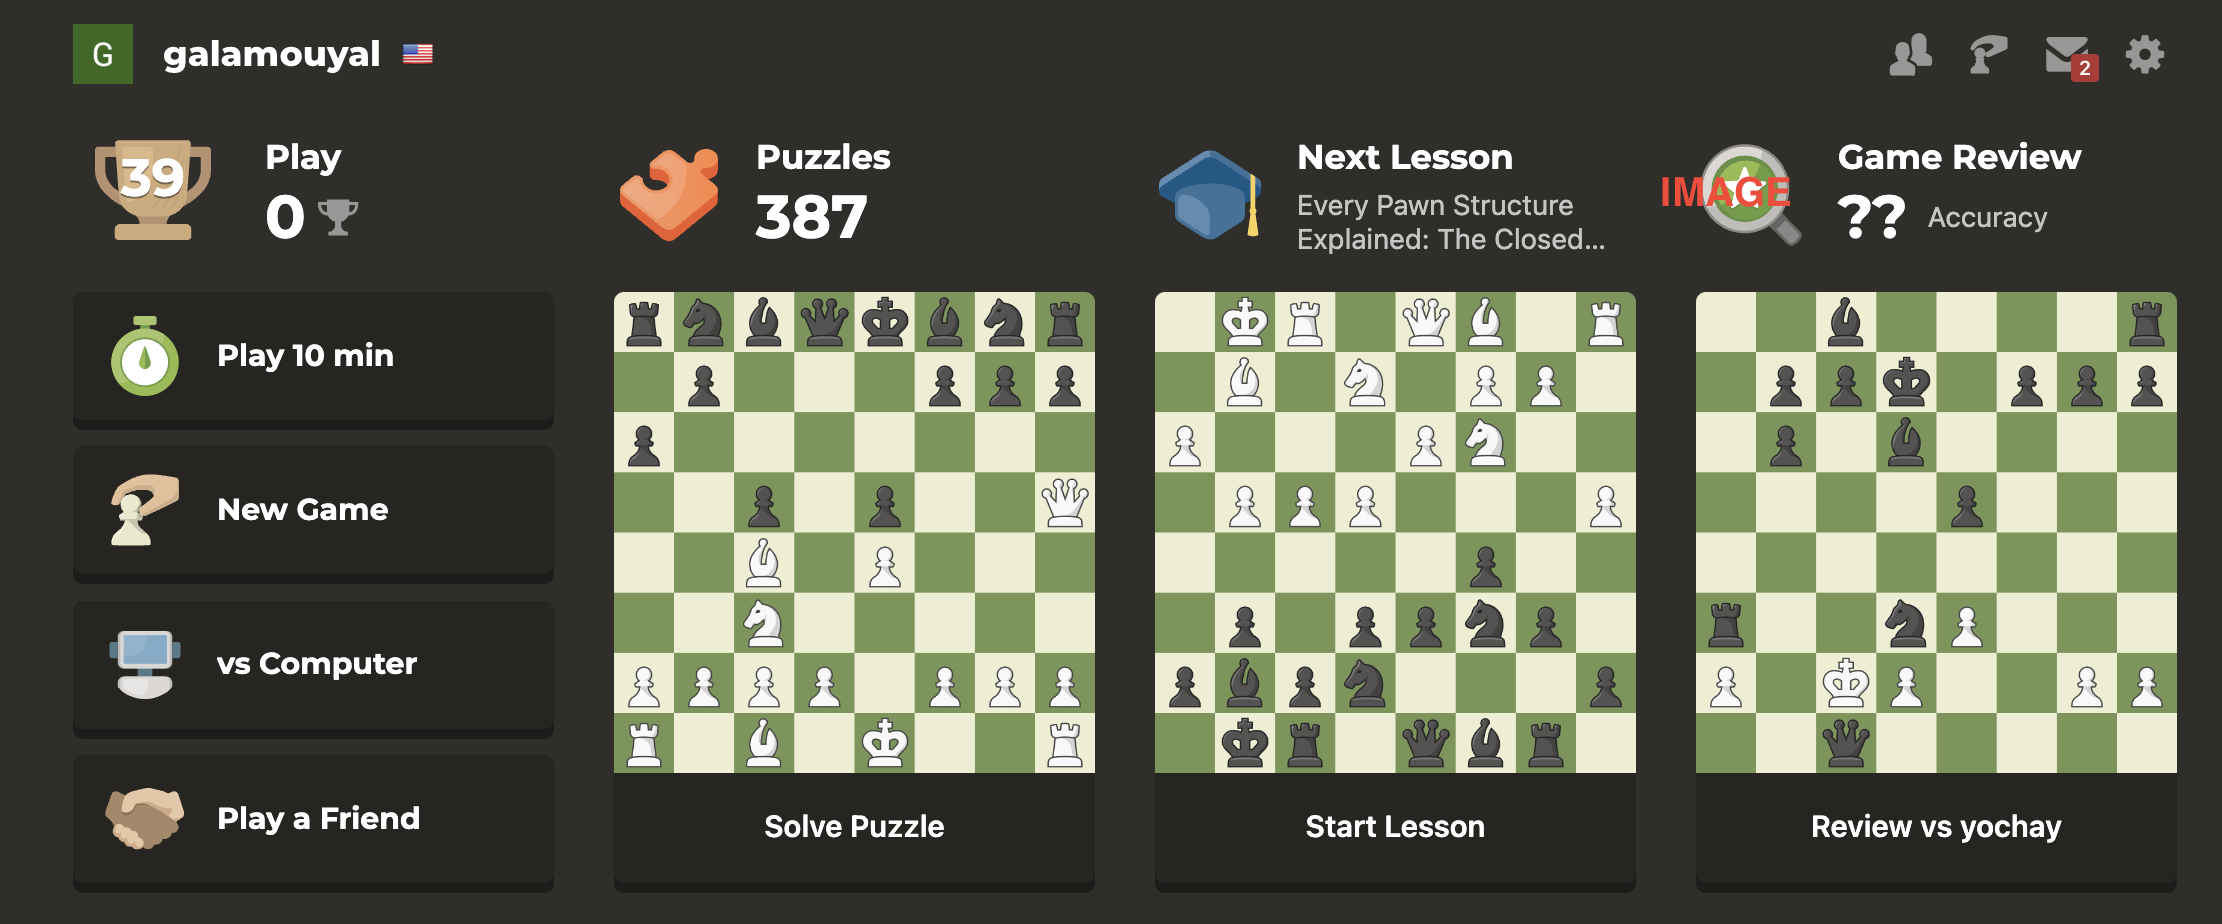 G
galamouyal
2
39
Play
0
Puzzles
387
Next Lesson
Every Pawn Structure
Explained: The Closed...
IMAGE
Game Review
?? Accuracy
Play 10 min
New Game
vs Computer
Play a Friend
Solve Puzzle
Start Lesson
Review vs yochay